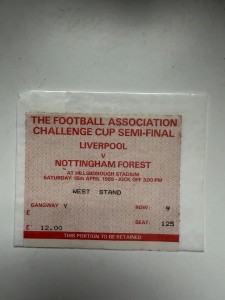 THE FOOTBALL ASSOCIATION
CHALLENGE CUP SEMI-FINAL
LIVERPOOL
V
NOTTINGHAM FOREST
AT HILLSBOROUGH STADIUM
SATURDAY 15th APRIL 1989 - KICK OFF 3.00 PM
WEST STAND
GANGWAY Y ROW: 9
E SEAT: 125
£ 12.00
THIS PORTION TO BE RETAINED